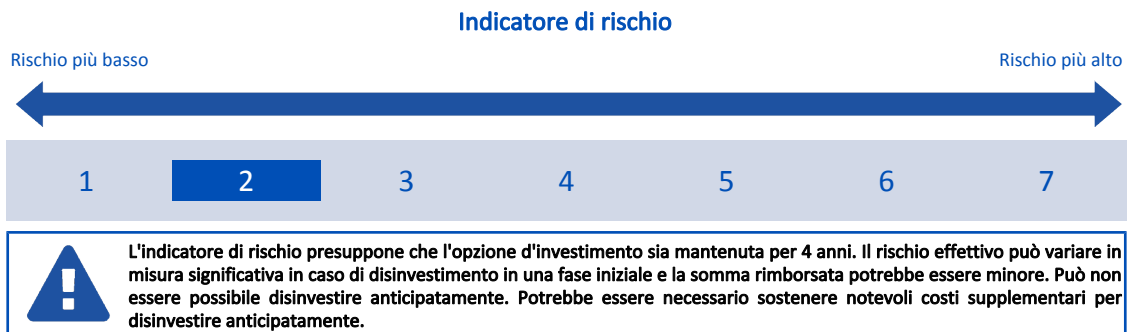 Indicatore di rischio
Rischio più basso
Rischio più alto
1 2 3 4 5 6 7
L'indicatore di rischio presuppone che l'opzione d'investimento sia mantenuta per 4 anni. Il rischio effettivo può variare in
misura significativa in caso di disinvestimento in una fase iniziale e la somma rimborsata potrebbe essere minore. Può non
essere possibile disinvestire anticipatamente. Potrebbe essere necessario sostenere notevoli costi supplementari per
disinvestire anticipatamente.